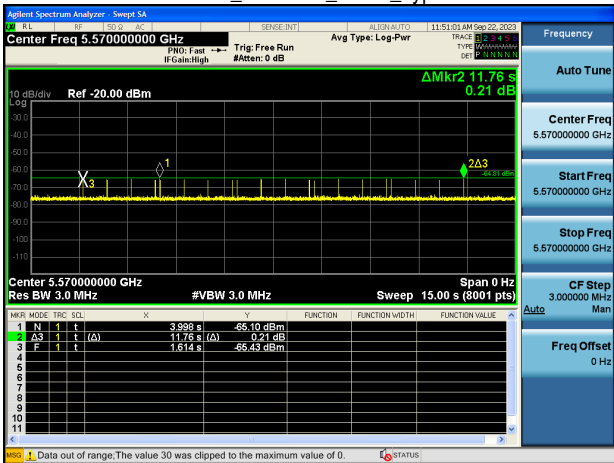 Agilent Spectrum Analyzer - Swept SA
RL RF 50 Ω AC SENSE:INT ALIGN AUTO 11:51:01 AM Sep 22, 2023
Center Freq 5.570000000 GHz
PNO: Fast
IFGain:High
Trig: Free Run
#Atten: 0 dB
Avg Type: Log-Pwr
TRACE 1 2 3 4 5 6
TYPE
DET P N N N N N
ΔMkr2 11.76 s
0.21 dB
10 dB/div Ref -20.00 dBm
Log
-30.0
-40.0
-50.0
-60.0
-70.0
-80.0
-90.0
-100
-110
1
2Δ3
3
-64.01 dBm
Center 5.570000000 GHz Span 0 Hz
Res BW 3.0 MHz #VBW 3.0 MHz Sweep 15.00 s (8001 pts)
MKR MODE TRC SCL X Y FUNCTION FUNCTION WIDTH FUNCTION VALUE
1 N 1 t 3.998 s -65.10 dBm
2 Δ3 1 t (Δ) 11.76 s (Δ) 0.21 dB
3 F 1 t 1.614 s -65.43 dBm
4
5
6
7
8
9
10
11
MSG Data out of range;The value 30 was clipped to the maximum value of 0. STATUS
Frequency
Auto Tune
Center Freq
5.570000000 GHz
Start Freq
5.570000000 GHz
Stop Freq
5.570000000 GHz
CF Step
3.000000 MHz
Auto Man
Freq Offset
0 Hz